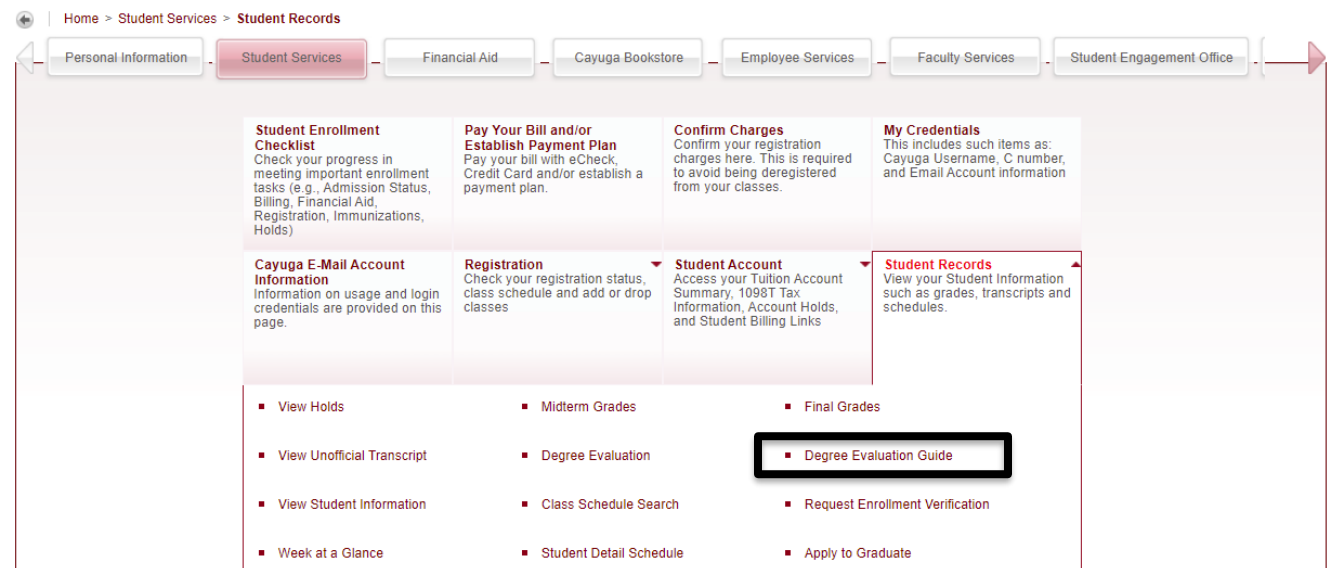 Home > Student Services > Student Records
Personal Information
Student Services
Financial Aid
Cayuga Bookstore
Employee Services
Faculty Services
Student Engagement Office
Student Enrollment
Checklist
Check your progress in
meeting important enrollment
tasks (e.g., Admission Status,
Billing, Financial Aid,
Registration, Immunizations,
Holds)
Pay Your Bill and/or
Establish Payment Plan
Pay your bill with eCheck,
Credit Card and/or establish a
payment plan.
Confirm Charges
Confirm your registration
charges here. This is required
to avoid being deregistered
from your classes.
My Credentials
This includes such items as:
Cayuga Username, C number,
and Email Account information
Cayuga E-Mail Account
Information
Information on usage and login
credentials are provided on this
page.
Registration
Check your registration status,
class schedule and add or drop
classes
Student Account
Access your Tuition Account
Summary, 1098T Tax
Information, Account Holds,
and Student Billing Links
Student Records
View your Student Information
such as grades, transcripts and
schedules.
View Holds
Midterm Grades
Final Grades
View Unofficial Transcript
Degree Evaluation
Degree Evaluation Guide
View Student Information
Class Schedule Search
Request Enrollment Verification
Week at a Glance
Student Detail Schedule
Apply to Graduate